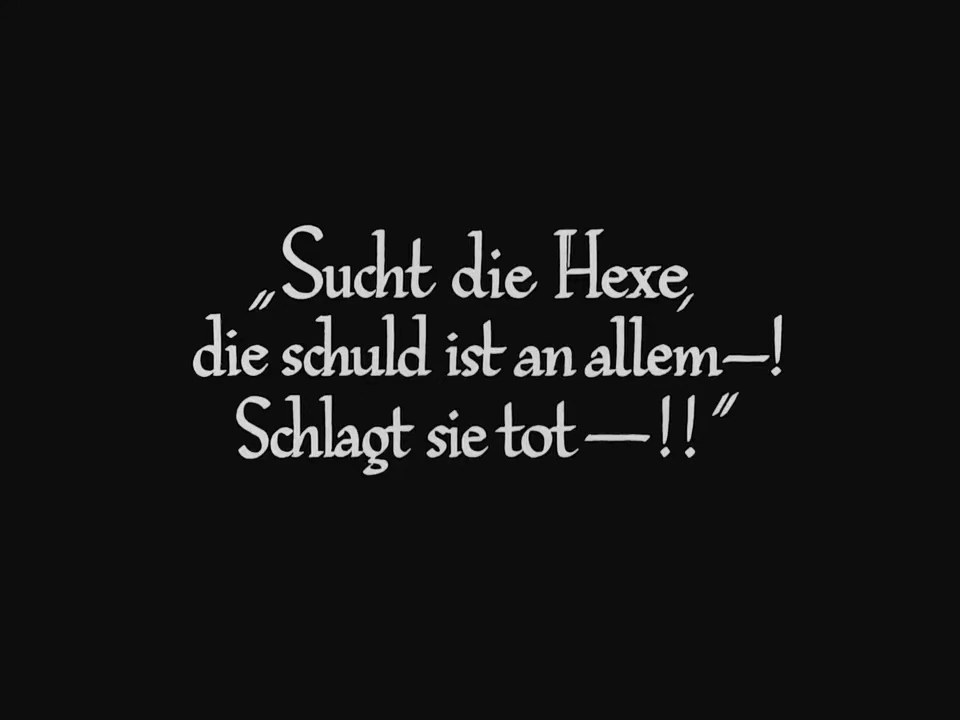 „Sucht die Hexe,
die schuld ist an allem—!
Schlagt sie tot —!!”